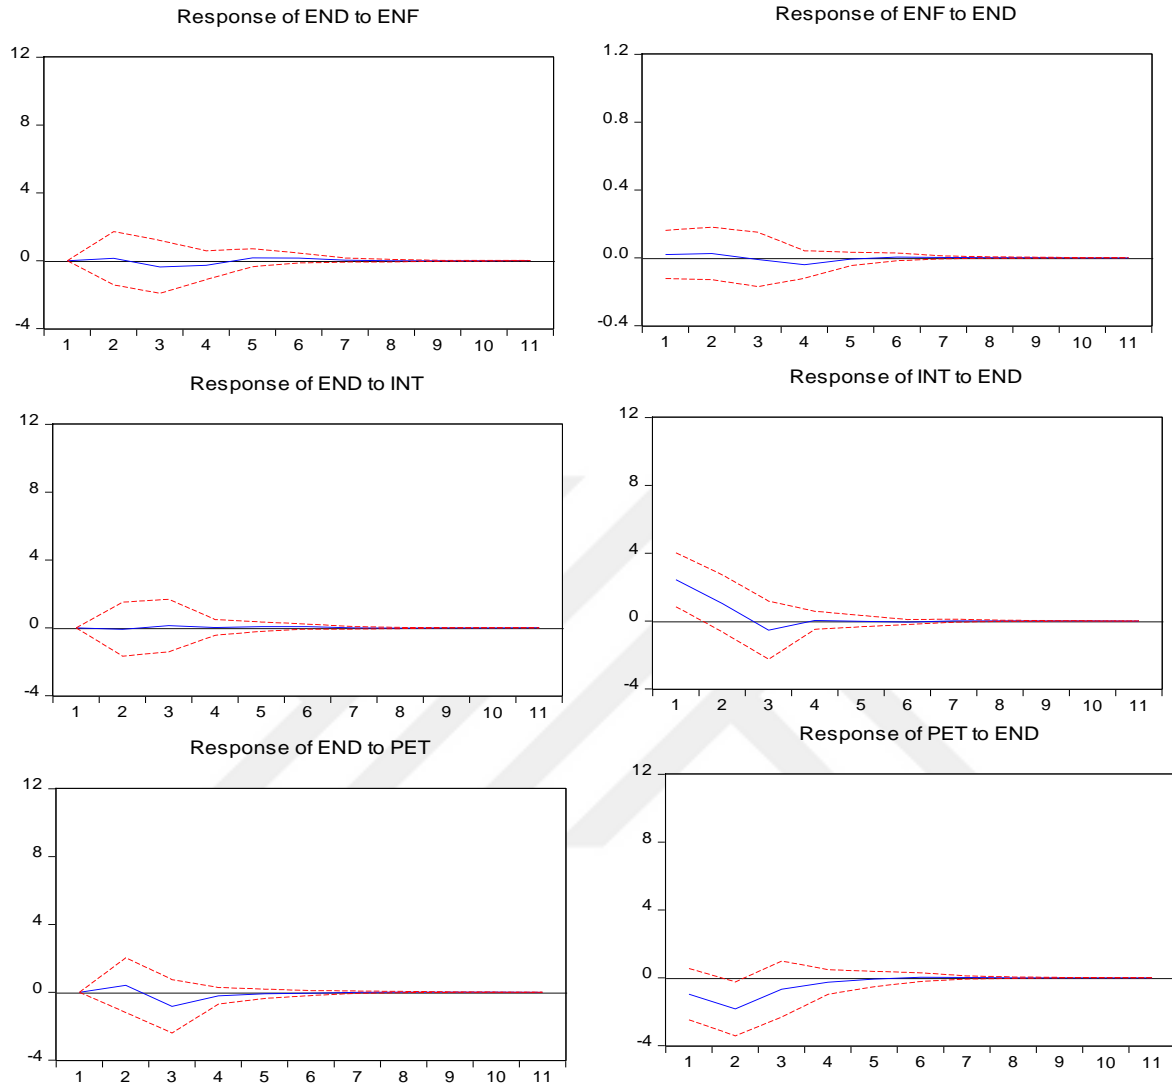 Response of END to ENF
12
8
4
0
-4
1 2 3 4 5 6 7 8 9 10 11
Response of ENF to END
1.2
0.8
0.4
0.0
-0.4
1 2 3 4 5 6 7 8 9 10 11
Response of END to INT
12
8
4
0
-4
1 2 3 4 5 6 7 8 9 10 11
Response of INT to END
12
8
4
0
-4
1 2 3 4 5 6 7 8 9 10 11
Response of END to PET
12
8
4
0
-4
1 2 3 4 5 6 7 8 9 10 11
Response of PET to END
12
8
4
0
-4
1 2 3 4 5 6 7 8 9 10 11